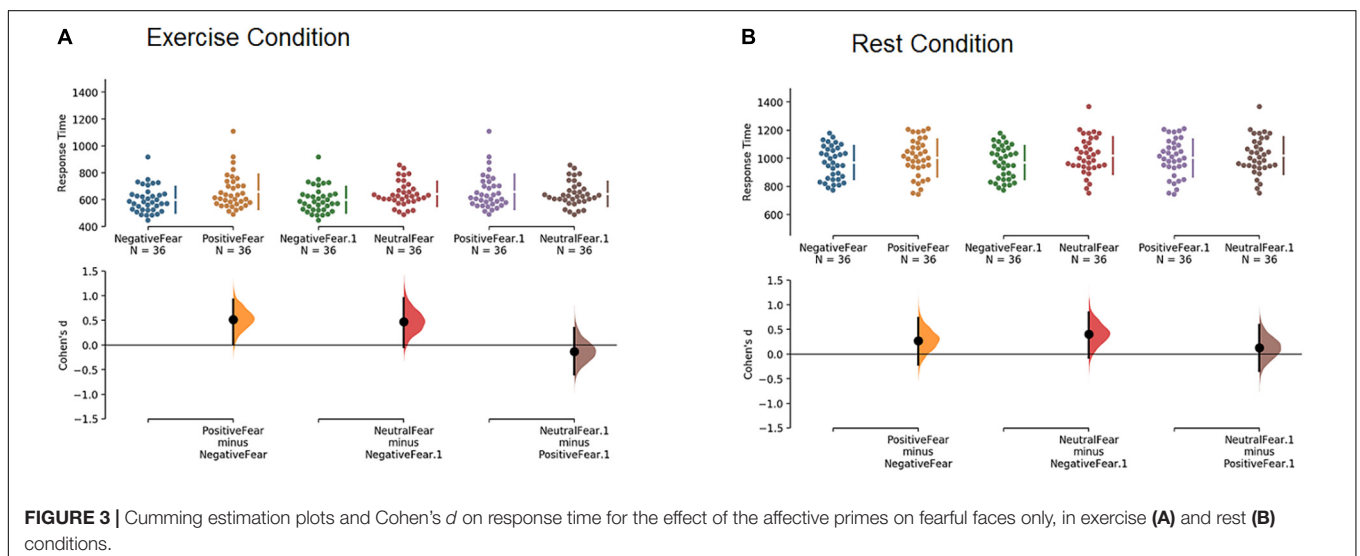 A
Exercise Condition
Response Time
1400
1200
1000
800
600
400
NegativeFear
N = 36
PositiveFear
N = 36
NegativeFear.1
N = 36
NeutralFear
N = 36
PositiveFear.1
N = 36
NeutralFear.1
N = 36
Cohen's d
1.5
1.0
0.5
0.0
−0.5
−1.0
−1.5
PositiveFear
minus
NegativeFear
NeutralFear
minus
NegativeFear.1
NeutralFear.1
minus
PositiveFear.1
B
Rest Condition
Response Time
1400
1200
1000
800
600
NegativeFear
N = 36
PositiveFear
N = 36
NegativeFear.1
N = 36
NeutralFear
N = 36
PositiveFear.1
N = 36
NeutralFear.1
N = 36
Cohen's d
1.5
1.0
0.5
0.0
−0.5
−1.0
−1.5
PositiveFear
minus
NegativeFear
NeutralFear
minus
NegativeFear.1
NeutralFear.1
minus
PositiveFear.1
FIGURE 3 | Cumming estimation plots and Cohen's d on response time for the effect of the affective primes on fearful faces only, in exercise (A) and rest (B)
conditions.